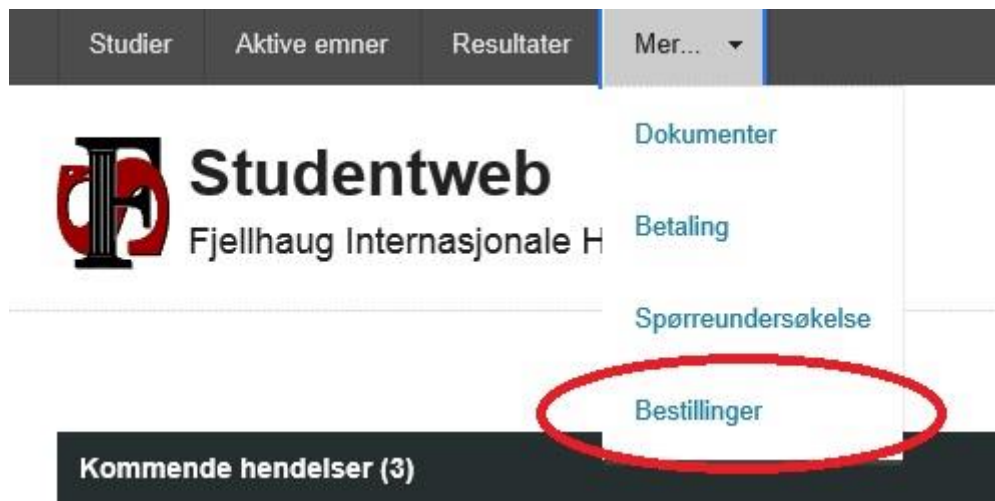 Studier Aktive emner Resultater Mer...
Dokumenter
Studentweb
Betaling
Fjellhaug Internasjonale H
Spørreundersøkelse
Bestillinger
Kommende hendelser (3)